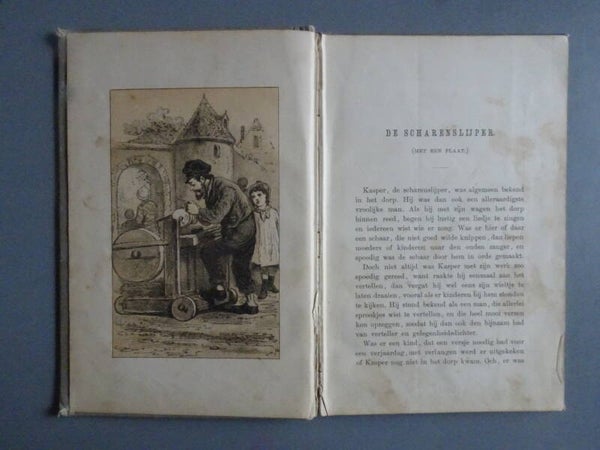 DE SCHARENSLIJPER.
(MET EEN PLAAT.)
Kasper, de scharenslijper, was algemeen bekend
in het dorp. Hij was dan ook een alleraardigste
vroolijke man. Als hij met zijn wagen het dorp
binnen reed, begon hij lustig een liedje te zingen
en iedereen wist wie er zong. Was er hier of daar
een schaar, die niet goed wilde knippen, dan liepen
moeders of kinderen naar den ouden zanger, en
spoedig was de schaar door hem in orde gemaakt.
Doch niet altijd was Kasper met zijn werk zoo
spoedig gereed, want raakte hij eenmaal aan het
vertellen, dan vergat hij wel eens zijn wieltje te
laten draaien, vooral als er kinderen bij hem stonden
te kijken. Hij stond bekend als een man, die allerlei
sprookjes wist te vertellen, en die heel mooi verzen
kon opzeggen, zoodat hij dan ook den bijnaam had
van verteller en gelegenheidsdichter.
Was er een kind, dat een versje noodig had voor
een verjaardag, met verlangen werd er uitgekeken
of Kasper nog niet in het dorp kwam. Och, er was